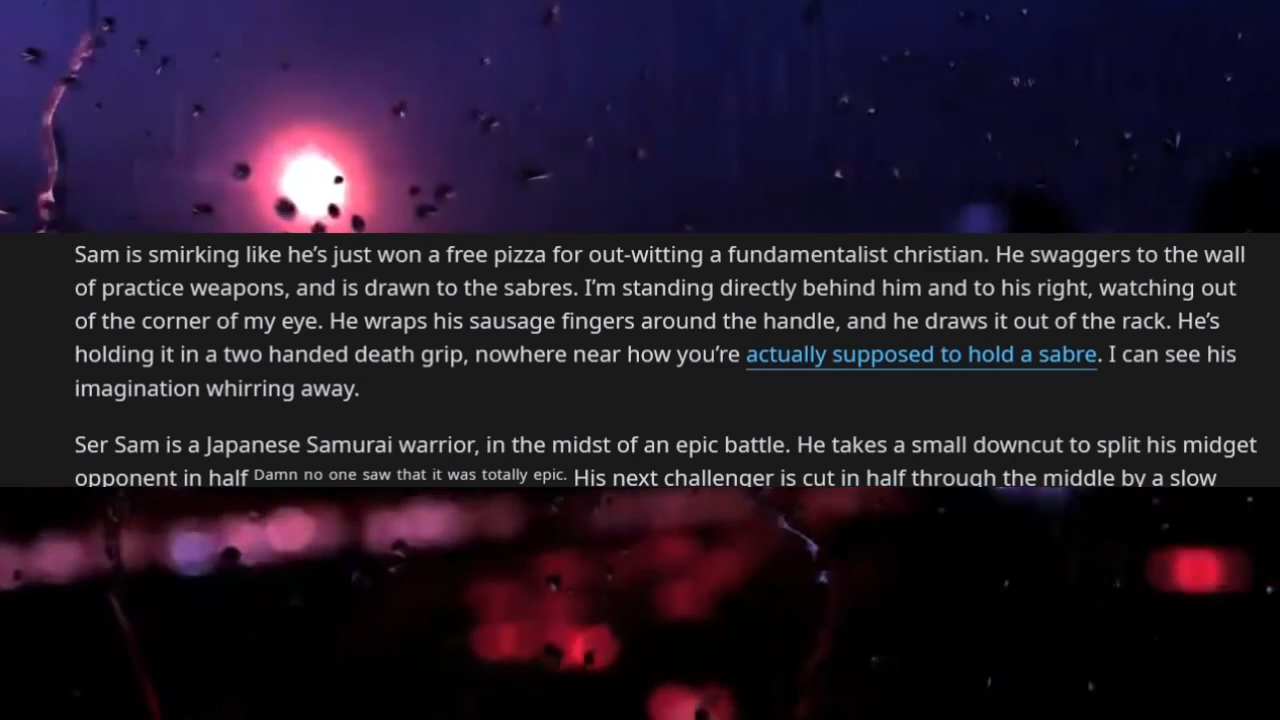 Sam is smirking like he’s just won a free pizza for out-witting a fundamentalist christian. He swaggers to the wall
of practice weapons, and is drawn to the sabres. I’m standing directly behind him and to his right, watching out
of the corner of my eye. He wraps his sausage fingers around the handle, and he draws it out of the rack. He’s
holding it in a two handed death grip, nowhere near how you’re actually supposed to hold a sabre. I can see his
imagination whirring away.
Ser Sam is a Japanese Samurai warrior, in the midst of an epic battle. He takes a small downcut to split his midget
opponent in half Damn no one saw that it was totally epic. His next challenger is cut in half through the middle by a slow